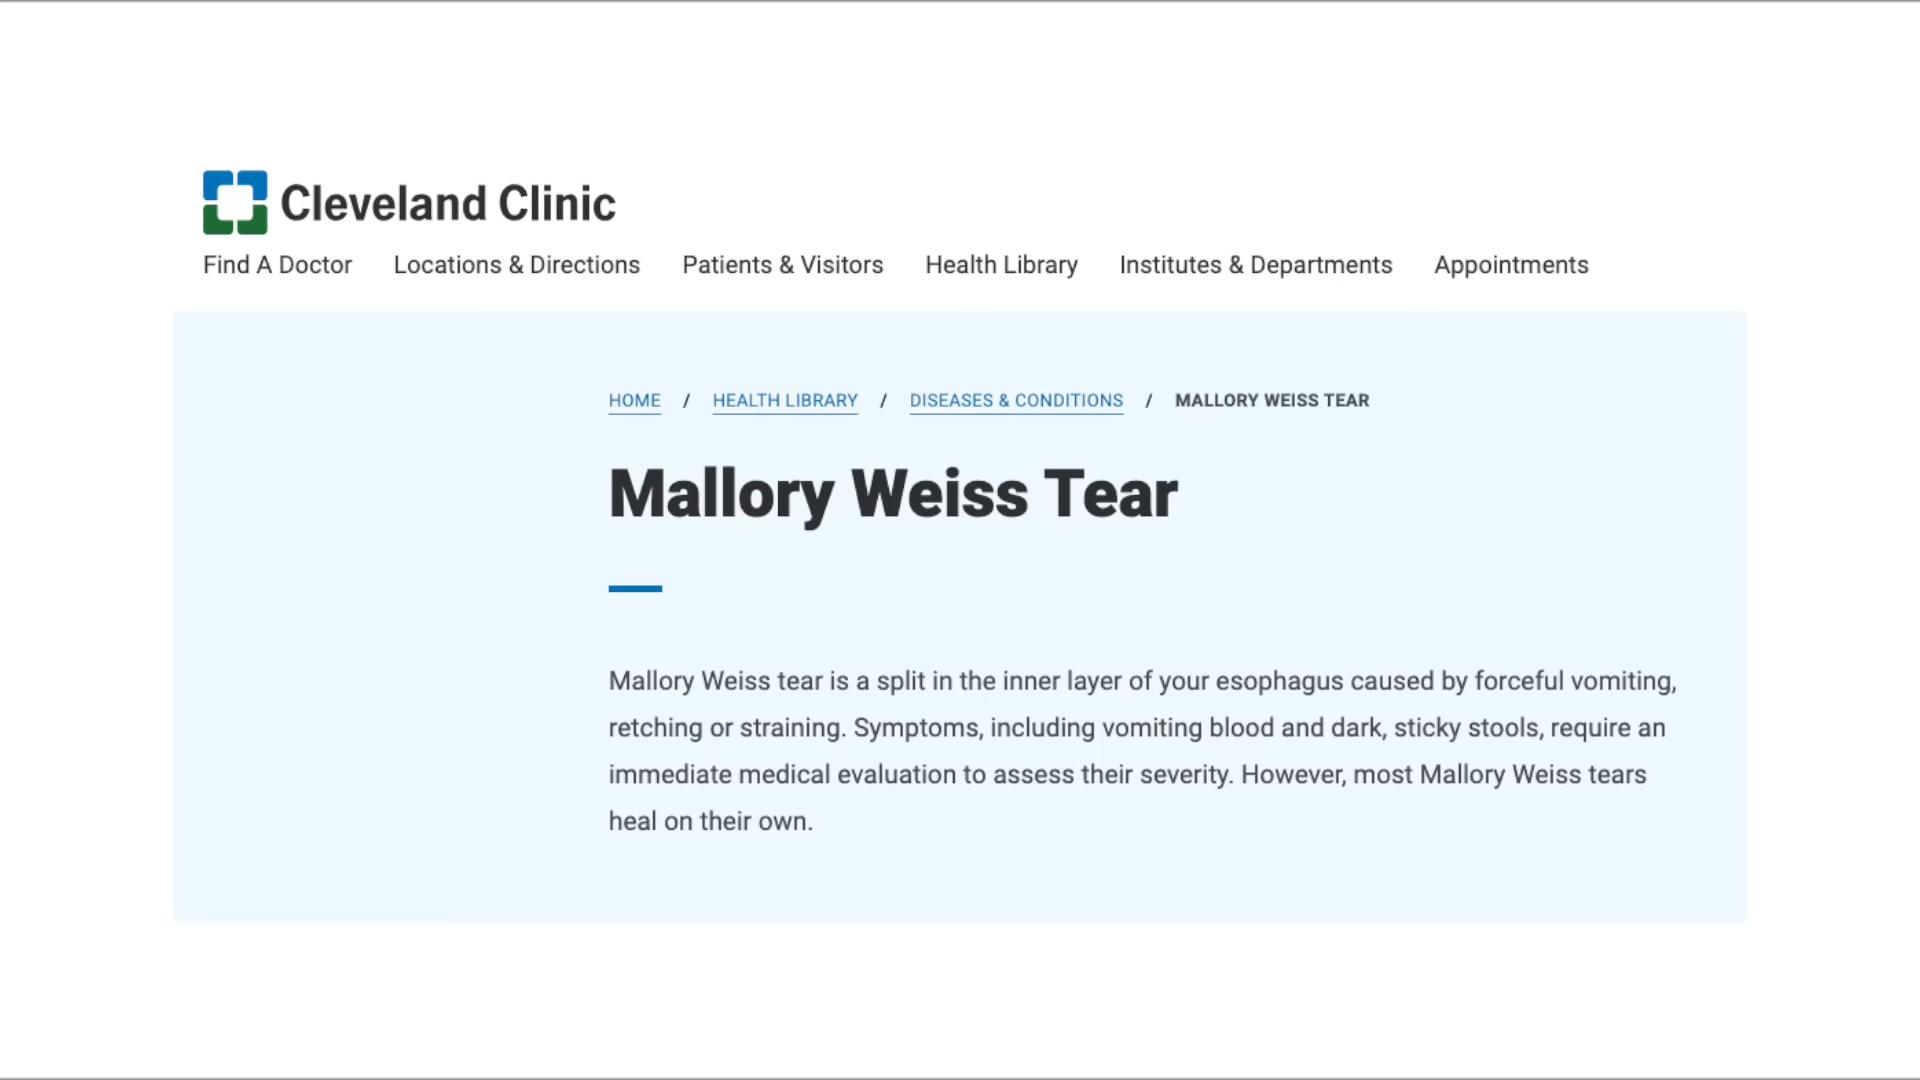 Cleveland Clinic
Find A Doctor Locations & Directions Patients & Visitors Health Library Institutes & Departments Appointments
HOME / HEALTH LIBRARY / DISEASES & CONDITIONS / MALLORY WEISS TEAR
Mallory Weiss Tear
Mallory Weiss tear is a split in the inner layer of your esophagus caused by forceful vomiting,
retching or straining. Symptoms, including vomiting blood and dark, sticky stools, require an
immediate medical evaluation to assess their severity. However, most Mallory Weiss tears
heal on their own.